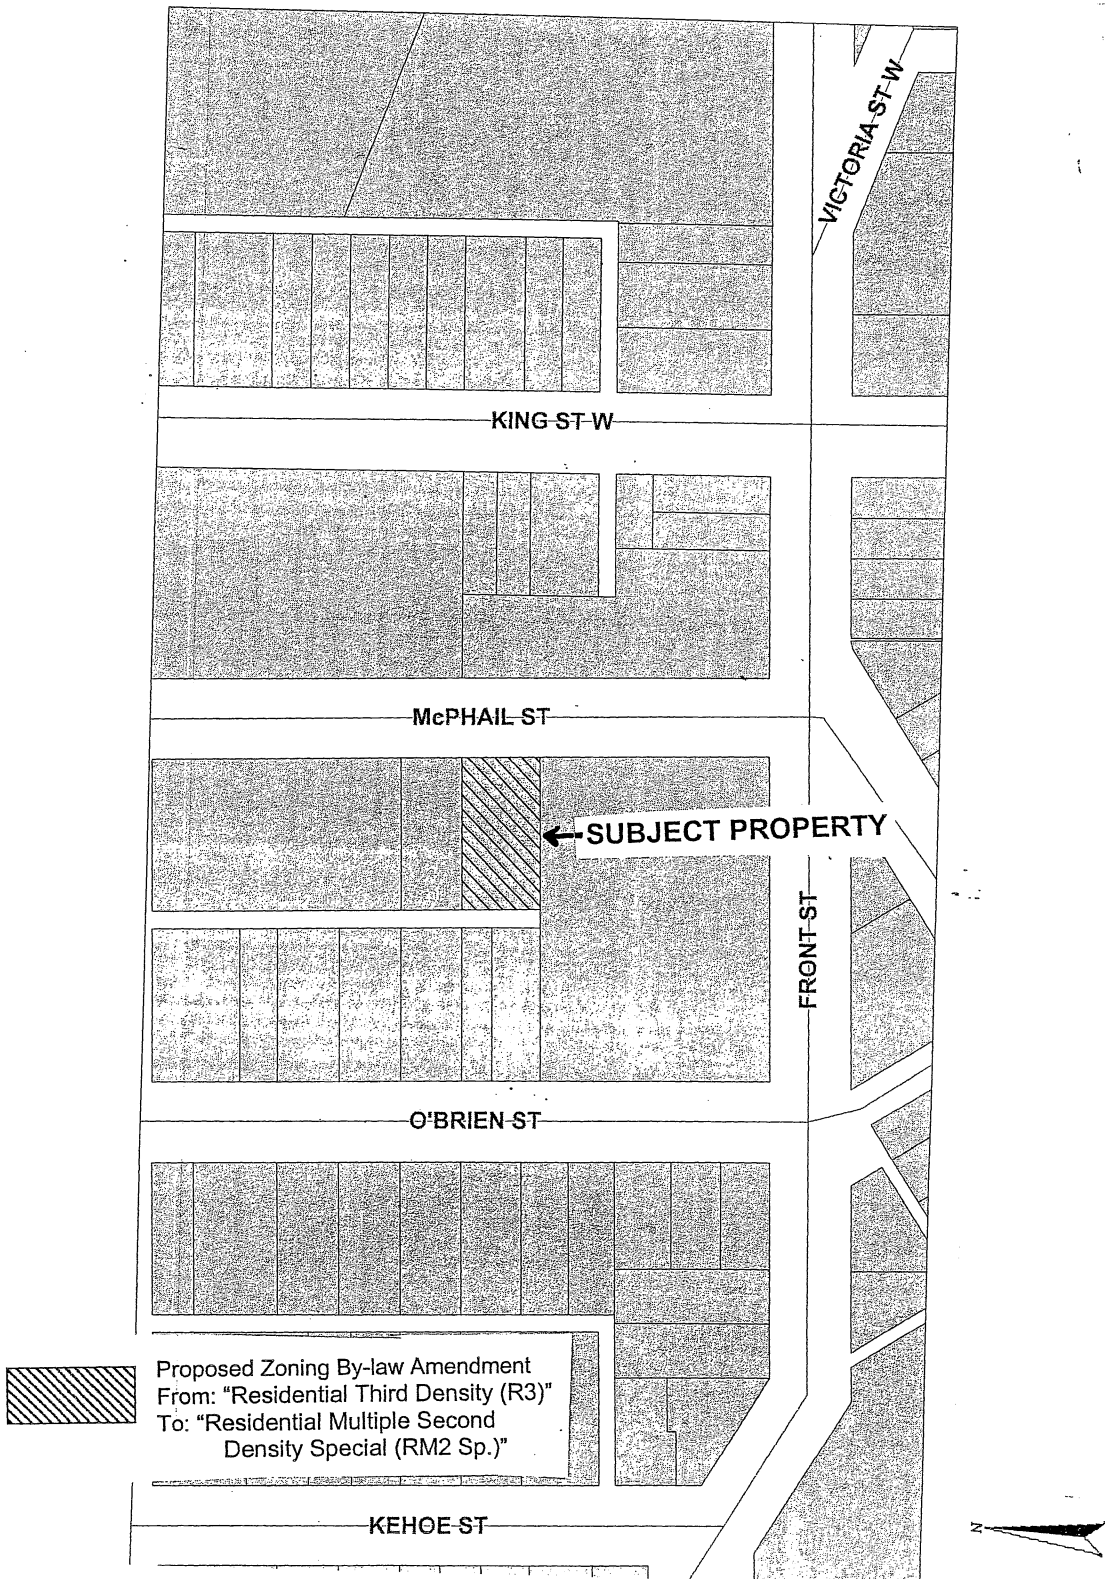 VICTORIA ST W
KING ST W
McPHAIL ST
SUBJECT PROPERTY
FRONT ST
O'BRIEN ST
Proposed Zoning By-law Amendment
From: “Residential Third Density (R3)”
To: “Residential Multiple Second
Density Special (RM2 Sp.)”
KEHOE ST
N